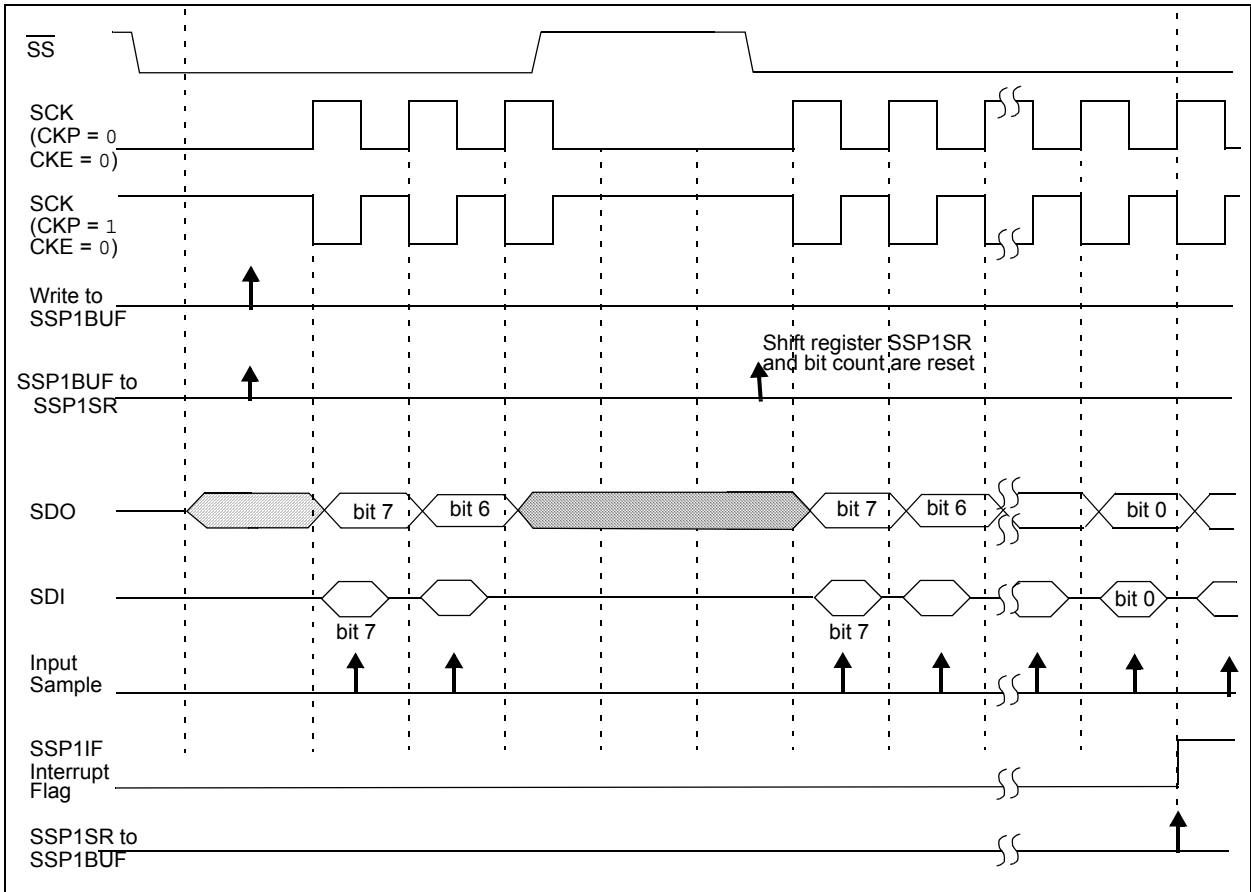 SS
SCK
(CKP = 0
CKE = 0)
SCK
(CKP = 1
CKE = 0)
Write to
SSP1BUF
Shift register SSP1SR
and bit count are reset
SSP1BUF to
SSP1SR
SDO
bit 7
bit 6
bit 7
bit 6
bit 0
SDI
bit 0
bit 7
bit 7
Input
Sample
SSP1IF
Interrupt
Flag
SSP1SR to
SSP1BUF